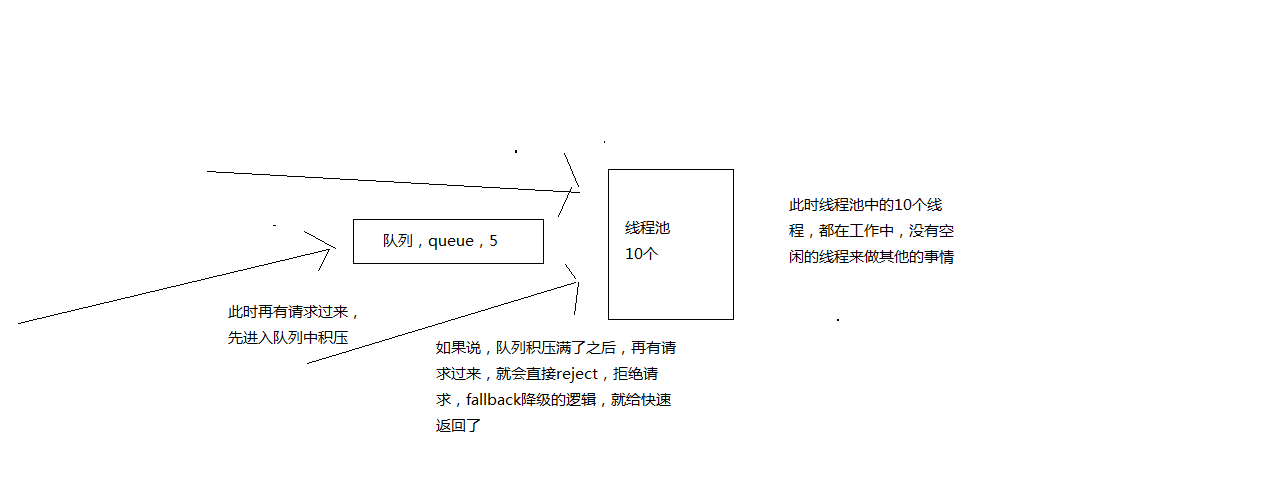 此时线程池中的10个线
程，都在工作中，没有空
闲的线程来做其他的事情
线程池
10个
队列，queue，5
此时再有请求过来，
先进入队列中积压
如果说，队列积压满了之后，再有请
求过来，就会直接reject，拒绝请
求，fallback降级的逻辑，就给快速
返回了